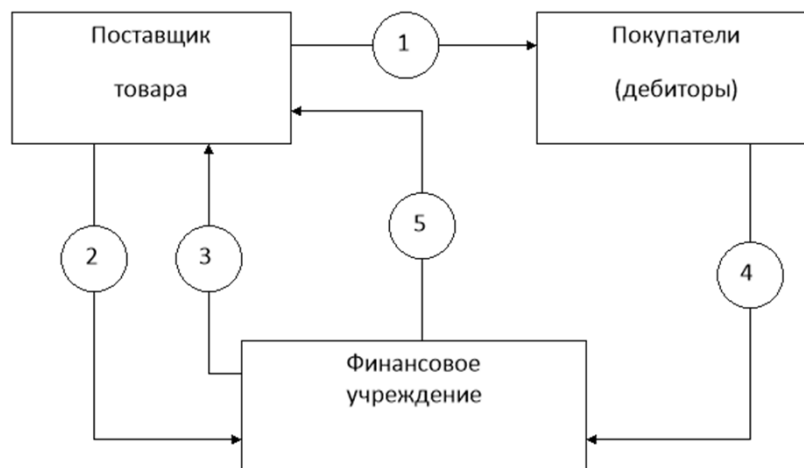 Поставщик
товара
1
Покупатели
(дебиторы)
2
3
5
4
Финансовое
учреждение